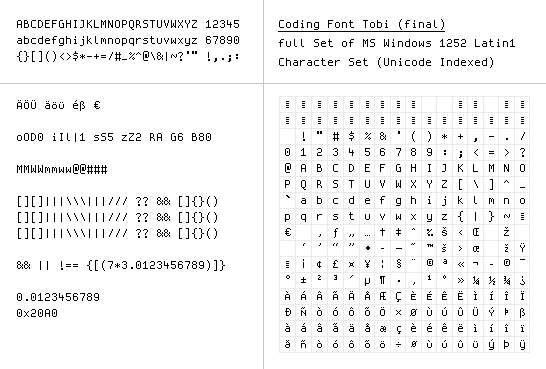 ABCDEFGHIJKLMNOPQRSTUVWXYZ 12345
abcdefghijklmnopqrstuvwxyz 67890
{}[]()<>$*-+=/#_%^@\&|~?'" !,.;:
Coding Font Tobi (final)
full Set of MS Windows 1252 Latin1
Character Set (Unicode Indexed)
ÄÖÜ äöü éß €
oO0D0 iIl|1 sS5 zZ2 RA G6 B80
MMWWmmww@@###
[][]|||\\\|||/// ?? && []{}()
[][]|||\\\|||/// ?? && []{}()
[][]|||\\\|||/// ?? && []{}()
&& || !== {[(7*3.0123456789)]}
0.0123456789
0x20A0
! " # $ % & ' ( ) * + , - . /
0 1 2 3 4 5 6 7 8 9 : ; < = > ?
@ A B C D E F G H I J K L M N O
P Q R S T U V W X Y Z [ \ ] ^ _
` a b c d e f g h i j k l m n o
p q r s t u v w x y z { | } ~
€ ‚ ƒ „ … † ‡ ˆ ‰ Š ‹ Œ Ž
‘ ’ “ ” • – — ˜ ™ š › œ ž Ÿ
¡ ¢ £ ¤ ¥ ¦ § ¨ © ª « ¬ - ® ¯
° ± ² ³ ´ µ ¶ · ¸ ¹ º » ¼ ½ ¾ ¿
À Á Â Ã Ä Å Æ Ç È É Ê Ë Ì Í Î Ï
Ð Ñ Ò Ó Ô Õ Ö × Ø Ù Ú Û Ü Ý Þ ß
à á â ã ä å æ ç è é ê ë ì í î ï
ð ñ ò ó ô õ ö ÷ ø ù ú û ü ý þ ÿ